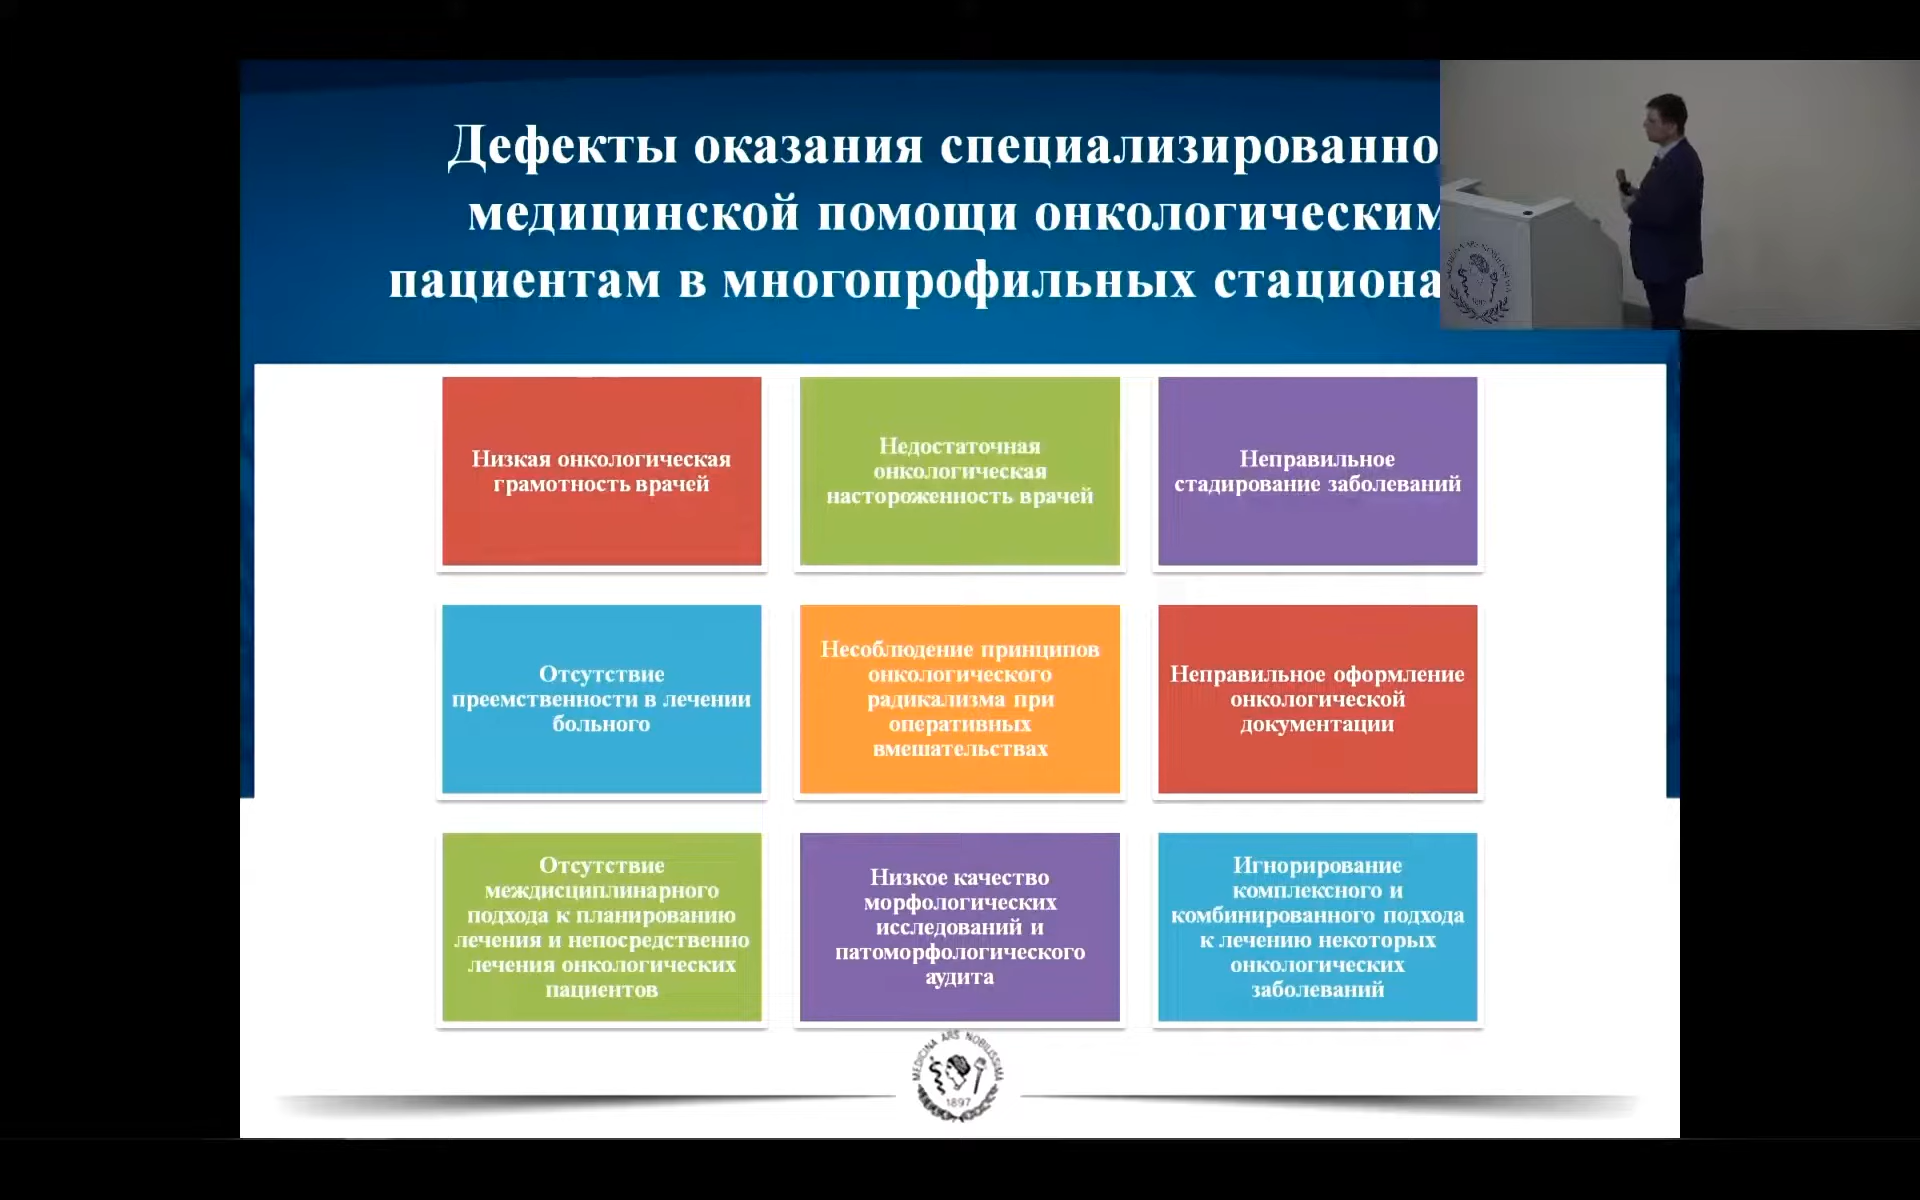 Дефекты оказания специализированно
медицинской помощи онкологическим
пациентам в многопрофильных стациона
Низкая онкологическая
грамотность врачей
Недостаточная
онкологическая
настороженность врачей
Неправильное
стадирование заболеваний
Отсутствие
преемственности в лечении
больного
Несоблюдение принципов
онкологического
радикализма при
оперативных
вмешательствах
Неправильное оформление
онкологической
документации
Отсутствие
междисциплинарного
подхода к планированию
лечения и непосредственно
лечения онкологических
пациентов
Низкое качество
морфологических
исследований и
патоморфологического
аудита
Игнорирование
комплексного и
комбинированного подхода
к лечению некоторых
онкологических
заболеваний
MEDICINA ARS NOBILISSIMA
1897